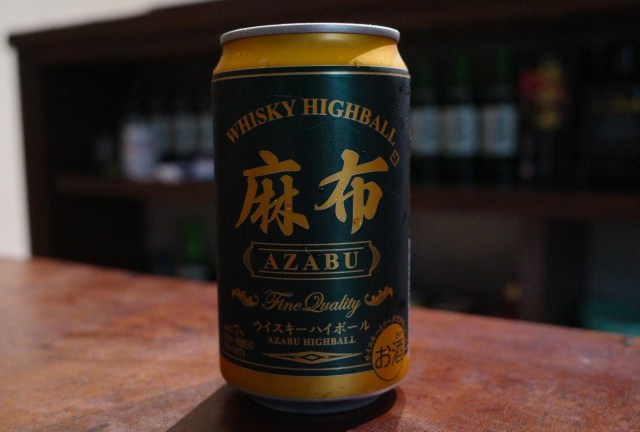 WHISKY HIGHBALL
麻布
AZABU
Fine Quality
ウイスキーハイボール
AZABU HIGHBALL
お酒